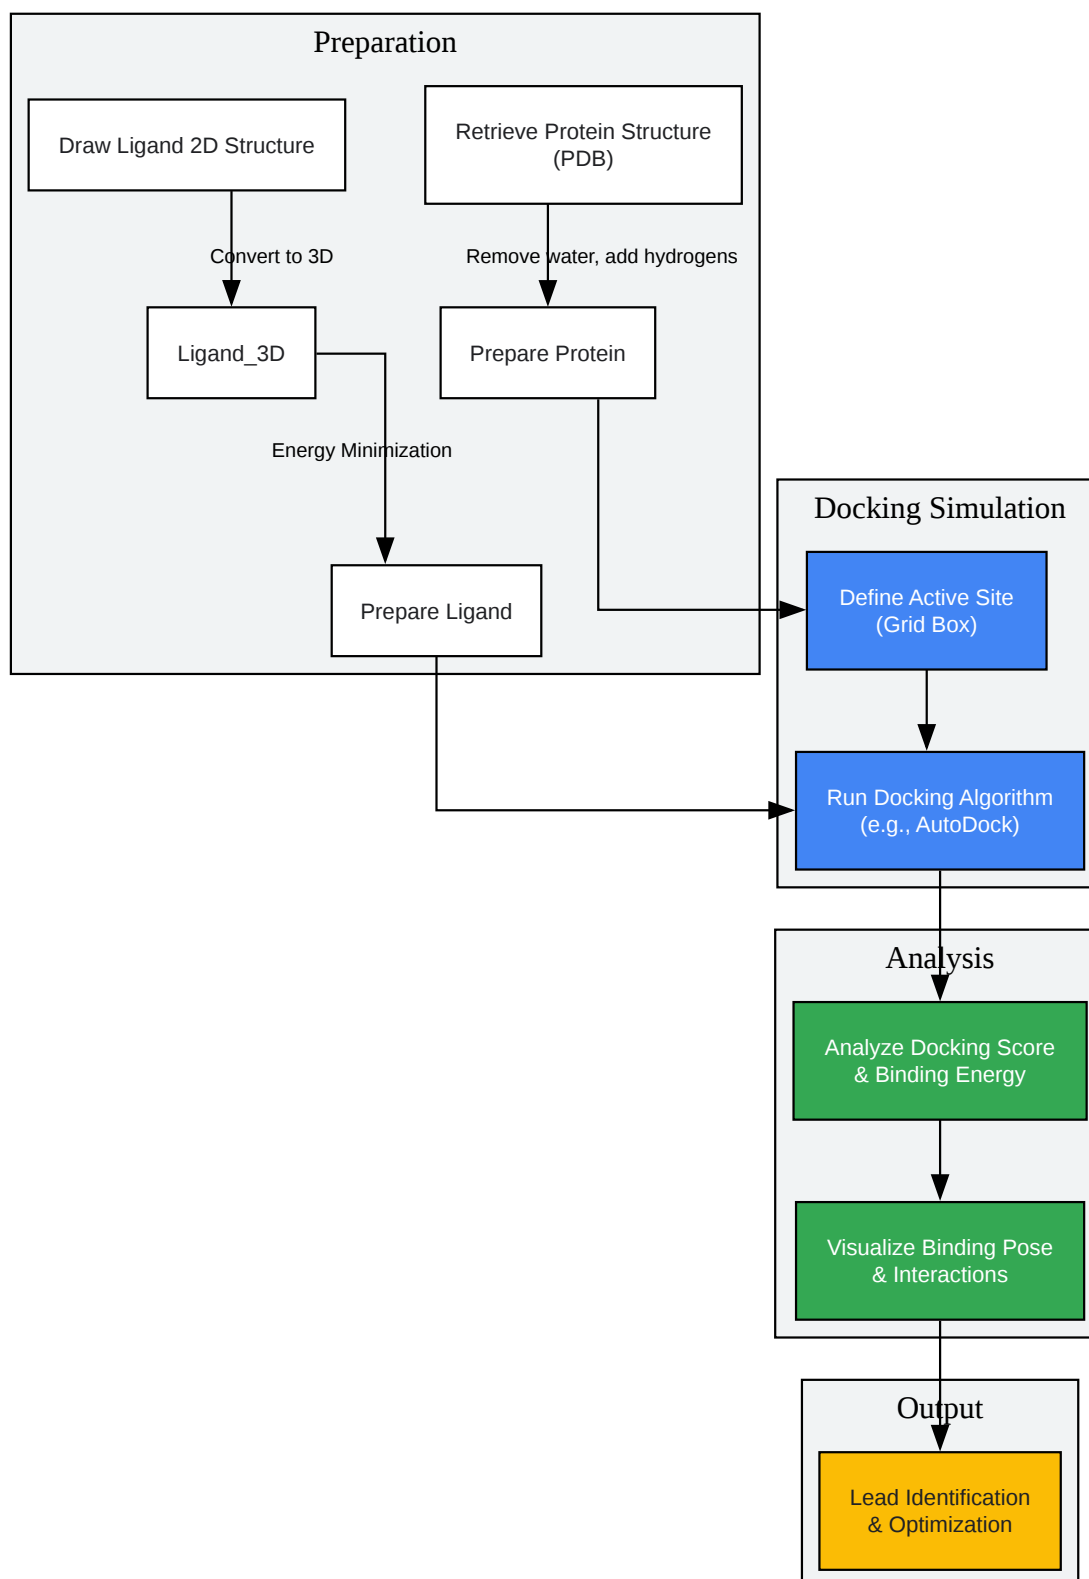 Preparation
Draw Ligand 2D Structure
Retrieve Protein Structure
(PDB)
Convert to 3D
Remove water, add hydrogens
Ligand_3D
Prepare Protein
Energy Minimization
Prepare Ligand
Docking Simulation
Define Active Site
(Grid Box)
Run Docking Algorithm
(e.g., AutoDock)
Analysis
Analyze Docking Score
& Binding Energy
Visualize Binding Pose
& Interactions
Output
Lead Identification
& Optimization